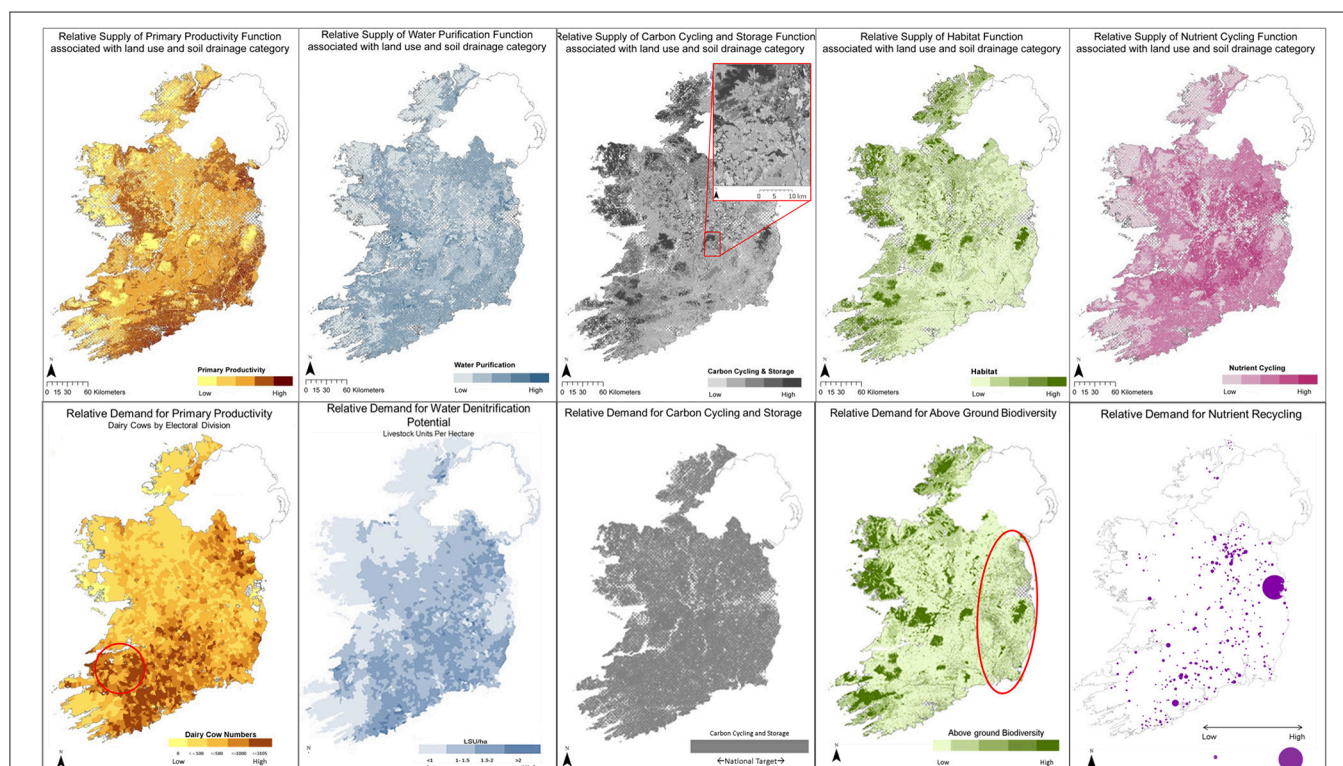 Relative Supply of Primary Productivity Function
associated with land use and soil drainage category
Relative Supply of Water Purification Function
associated with land use and soil drainage category
Relative Supply of Carbon Cycling and Storage Function
associated with land use and soil drainage category
Relative Supply of Habitat Function
associated with land use and soil drainage category
Relative Supply of Nutrient Cycling Function
associated with land use and soil drainage category
0 5 10 km
N
Primary Productivity
Low High
0 15 30 60 Kilometers
N
Water Purification
Low High
0 15 30 60 Kilometers
N
Carbon Cycling & Storage
Low High
0 15 30 60 Kilometers
N
Habitat
Low High
0 15 30 60 Kilometers
N
Nutrient Cycling
Low High
0 15 30 60 Kilometers
Relative Demand for Primary Productivity
Dairy Cows by Electoral Division
Relative Demand for Water Denitrification
Potential
Livestock Units Per Hectare
Relative Demand for Carbon Cycling and Storage
Relative Demand for Above Ground Biodiversity
Relative Demand for Nutrient Recycling
N
Dairy Cow Numbers
0 <=100 <=500 <=1000 <=3105
Low High
N
LSU/ha
<1 1-1.5 1.5-2 >2
N
Carbon Cycling and Storage
←National Target→
N
Above ground Biodiversity
Low High
N
Low High